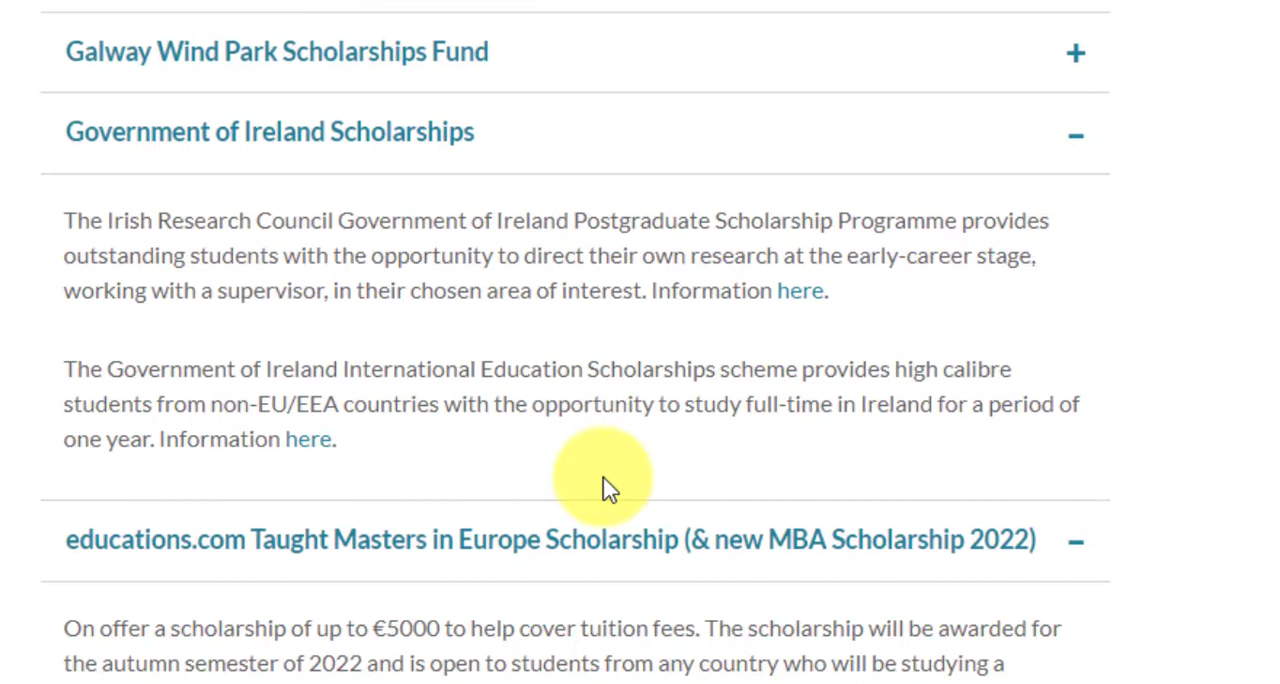 Galway Wind Park Scholarships Fund +
Government of Ireland Scholarships –
The Irish Research Council Government of Ireland Postgraduate Scholarship Programme provides
outstanding students with the opportunity to direct their own research at the early-career stage,
working with a supervisor, in their chosen area of interest. Information here.
The Government of Ireland International Education Scholarships scheme provides high calibre
students from non-EU/EEA countries with the opportunity to study full-time in Ireland for a period of
one year. Information here.
educations.com Taught Masters in Europe Scholarship (& new MBA Scholarship 2022) –
On offer a scholarship of up to €5000 to help cover tuition fees. The scholarship will be awarded for
the autumn semester of 2022 and is open to students from any country who will be studying a